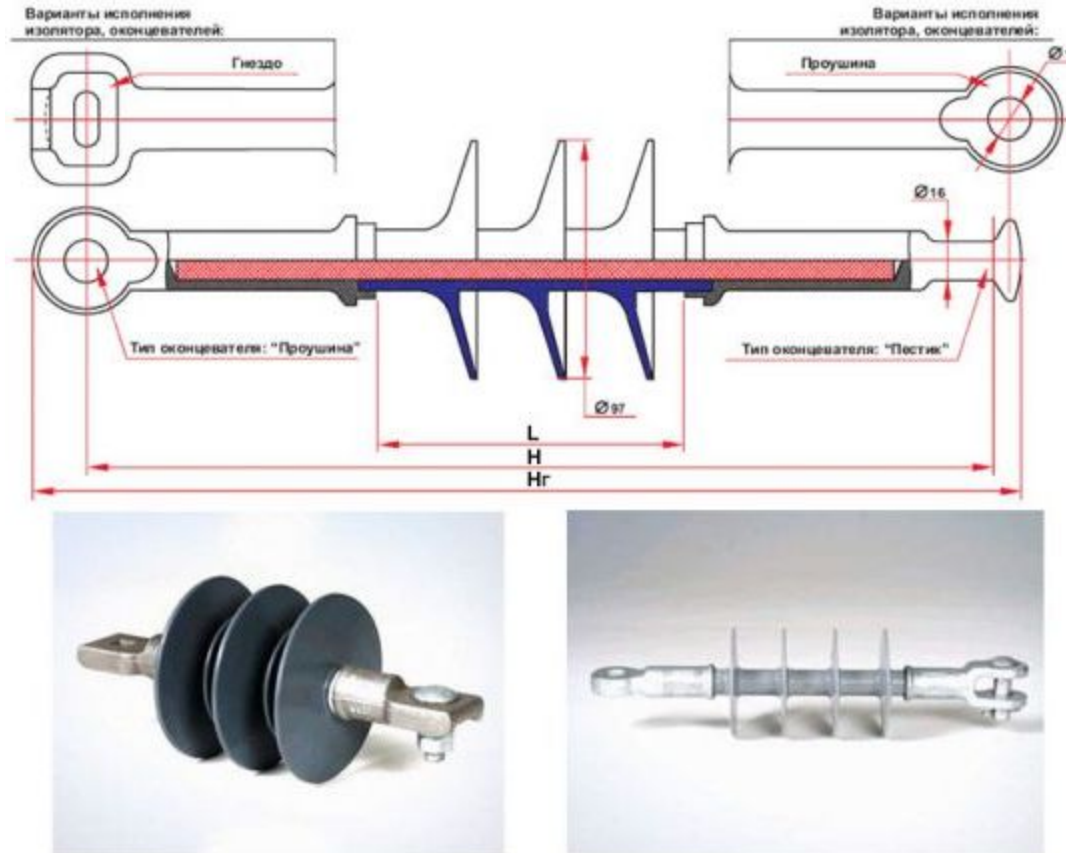 Варианты исполнения
изолятора, оконцевателей:
Варианты исполнения
изолятора, оконцевателей:
Гнездо
Проушина
Ø
Ø16
Тип оконцевателя: "Проушина"
Тип оконцевателя: "Пестик"
Ø97
L
H
Hг